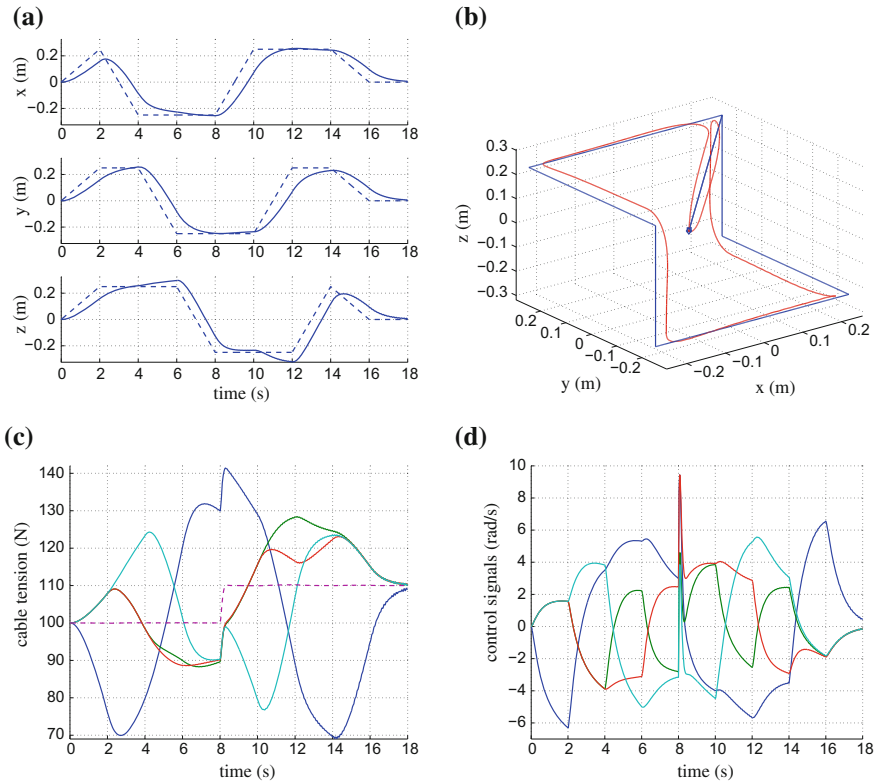 (a)
0.2
0
−0.2
x (m)
0 2 4 6 8 10 12 14 16 18
0.2
0
−0.2
y (m)
0 2 4 6 8 10 12 14 16 18
0.2
0
−0.2
z (m)
0 2 4 6 8 10 12 14 16 18
time (s)
(b)
0.3
0.2
0.1
0
−0.1
−0.2
−0.3
z (m)
0.2
0.1
0
−0.1
−0.2
y (m)
−0.2
−0.1
0
0.1
0.2
x (m)
(c)
140
130
120
110
100
90
80
70
cable tension (N)
0 2 4 6 8 10 12 14 16 18
time (s)
(d)
10
8
6
4
2
0
−2
−4
−6
control signals (rad/s)
0 2 4 6 8 10 12 14 16 18
time (s)